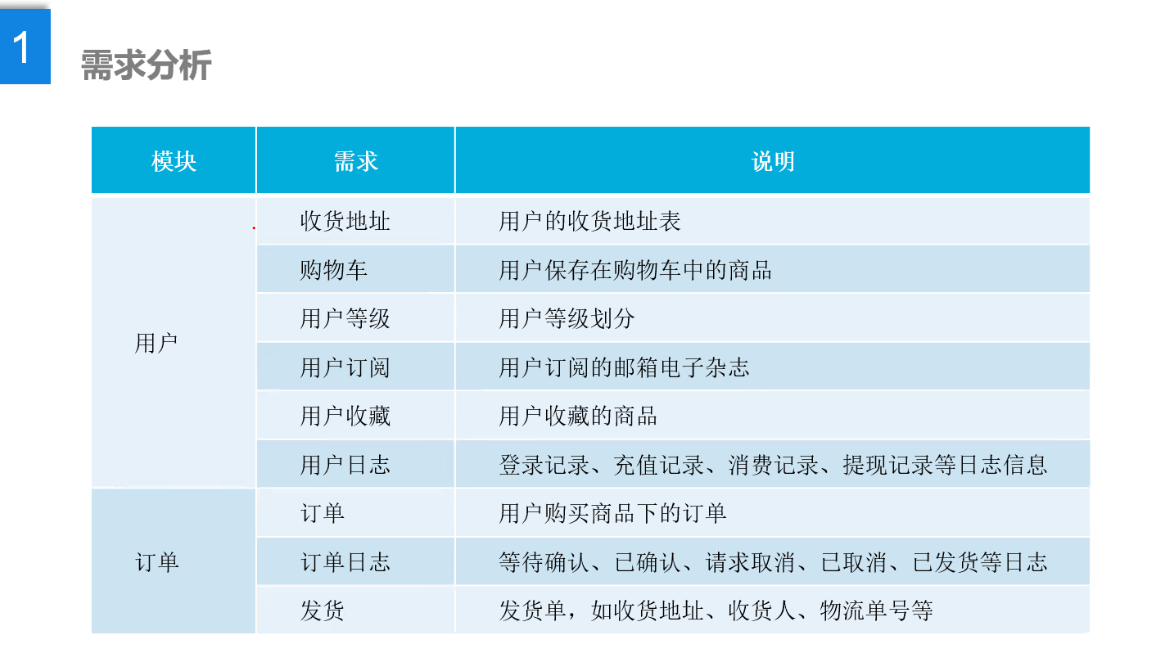 1
需求分析
模块 需求 说明
收货地址 用户的收货地址表
购物车 用户保存在购物车中的商品
用户等级 用户等级划分
用户
用户订阅 用户订阅的邮箱电子杂志
用户收藏 用户收藏的商品
用户日志 登录记录、充值记录、消费记录、提现记录等日志信息
订单 用户购买商品下的订单
订单
订单日志 等待确认、已确认、请求取消、已取消、已发货等日志
发货 发货单，如收货地址、收货人、物流单号等